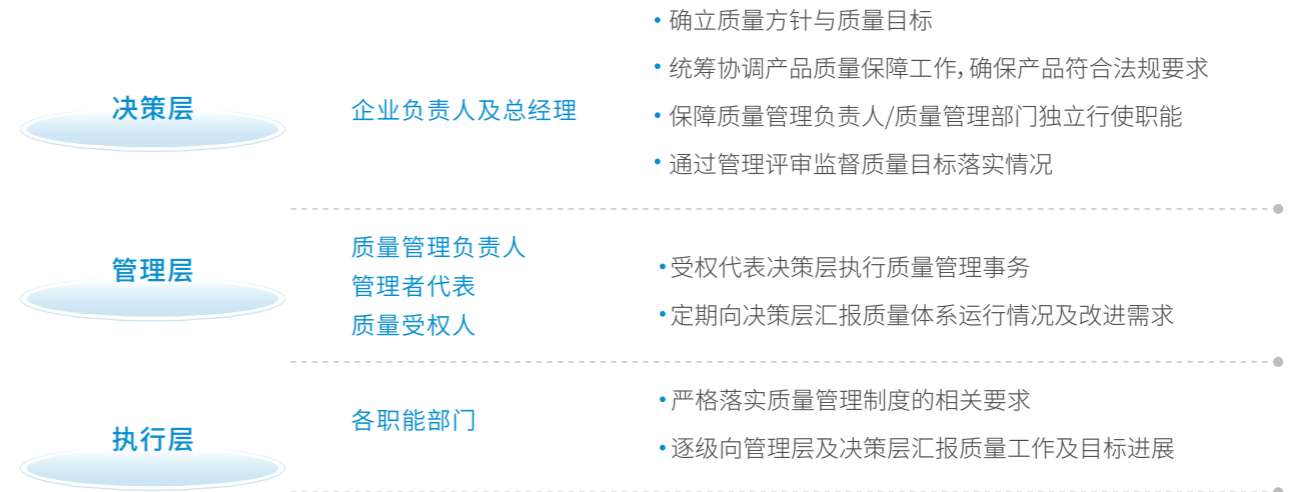 决策层
企业负责人及总经理
• 确立质量方针与质量目标
• 统筹协调产品质量保障工作,确保产品符合法规要求
• 保障质量管理负责人/质量管理部门独立行使职能
• 通过管理评审监督质量目标落实情况
管理层
质量管理负责人
管理者代表
质量受权人
•受权代表决策层执行质量管理事务
•定期向决策层汇报质量体系运行情况及改进需求
执行层
各职能部门
•严格落实质量管理制度的相关要求
•逐级向管理层及决策层汇报质量工作及目标进展